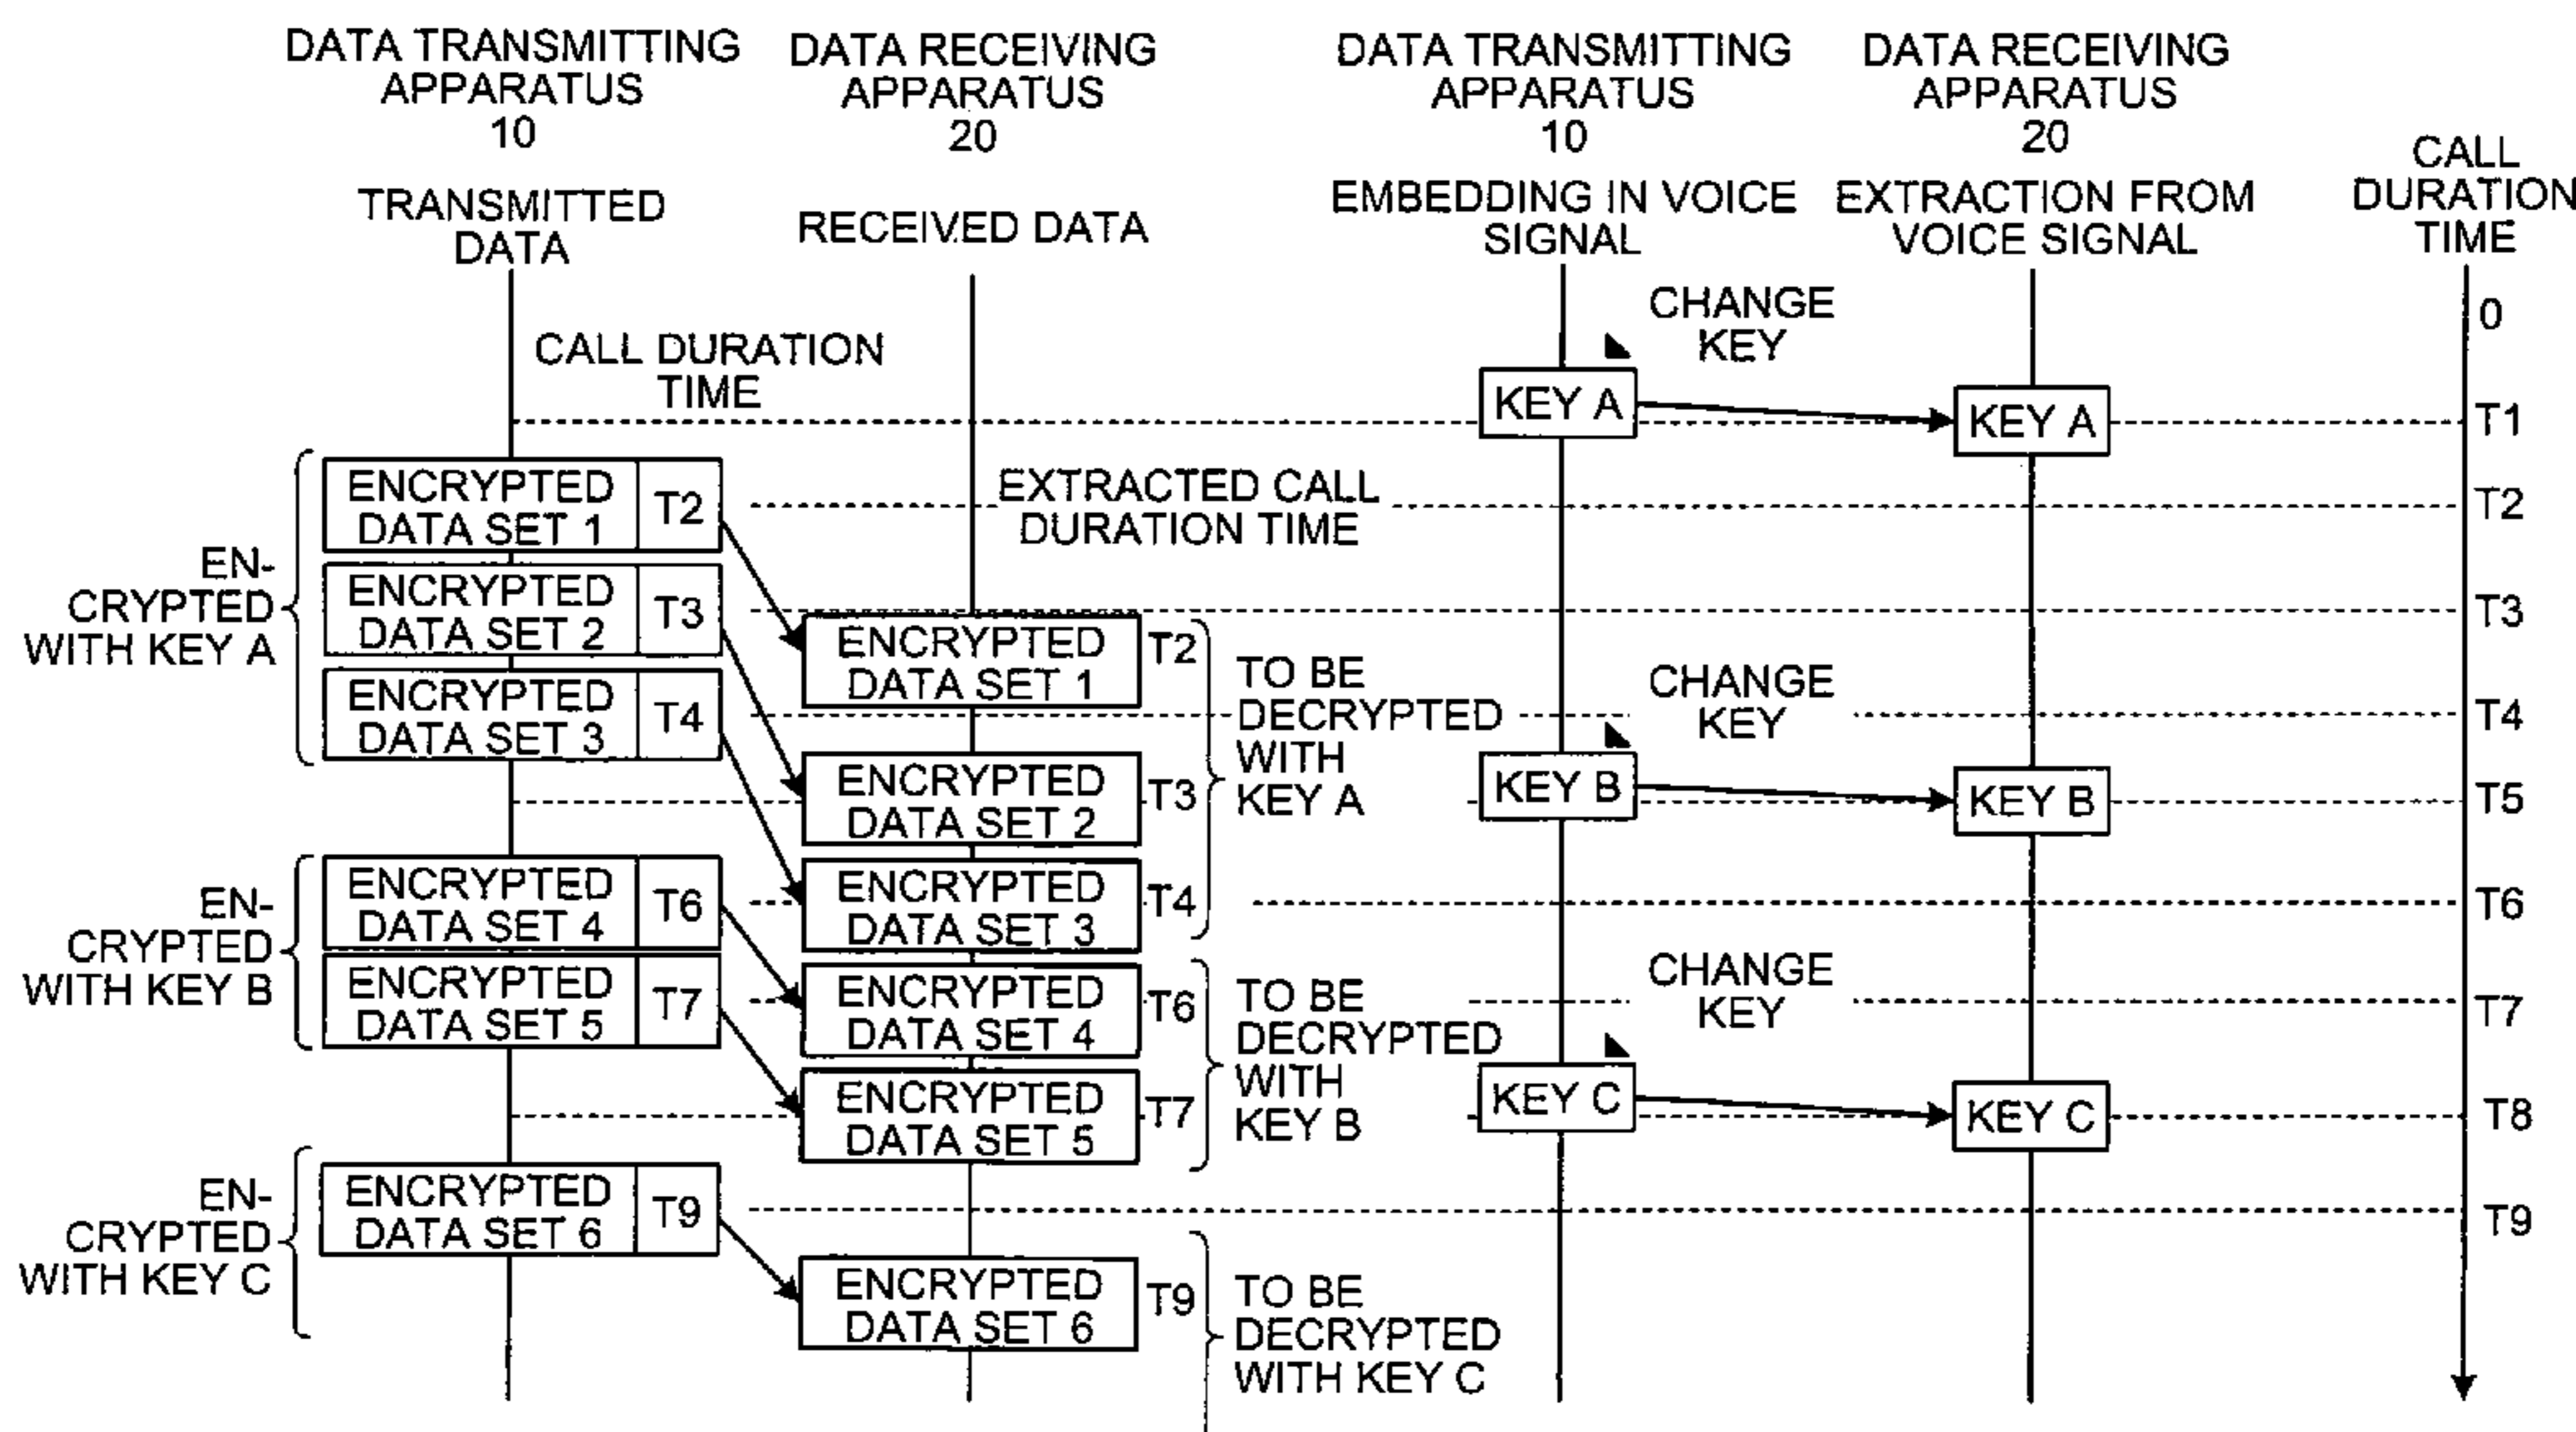 DATA TRANSMITTING
APPARATUS
10
DATA RECEIVING
APPARATUS
20
DATA TRANSMITTING
APPARATUS
10
DATA RECEIVING
APPARATUS
20
TRANSMITTED
DATA
RECEIVED DATA
EMBEDDING IN VOICE
SIGNAL
EXTRACTION FROM
VOICE SIGNAL
CALL
DURATION
TIME
0
CHANGE
KEY
CALL DURATION
TIME
KEY A
KEY A
T1
EN-
CRYPTED
WITH KEY A
ENCRYPTED
DATA SET 1
T2
EXTRACTED CALL
DURATION TIME
T2
ENCRYPTED
DATA SET 2
T3
T3
ENCRYPTED
DATA SET 1
T2
ENCRYPTED
DATA SET 3
T4
TO BE
DECRYPTED
WITH
KEY A
CHANGE
KEY
T4
ENCRYPTED
DATA SET 2
T3
KEY B
KEY B
T5
EN-
CRYPTED
WITH KEY B
ENCRYPTED
DATA SET 4
T6
ENCRYPTED
DATA SET 3
T4
T6
ENCRYPTED
DATA SET 5
T7
ENCRYPTED
DATA SET 4
T6
TO BE
DECRYPTED
WITH
KEY B
CHANGE
KEY
T7
ENCRYPTED
DATA SET 5
T7
KEY C
KEY C
T8
EN-
CRYPTED
WITH KEY C
ENCRYPTED
DATA SET 6
T9
T9
ENCRYPTED
DATA SET 6
T9
TO BE
DECRYPTED
WITH KEY C